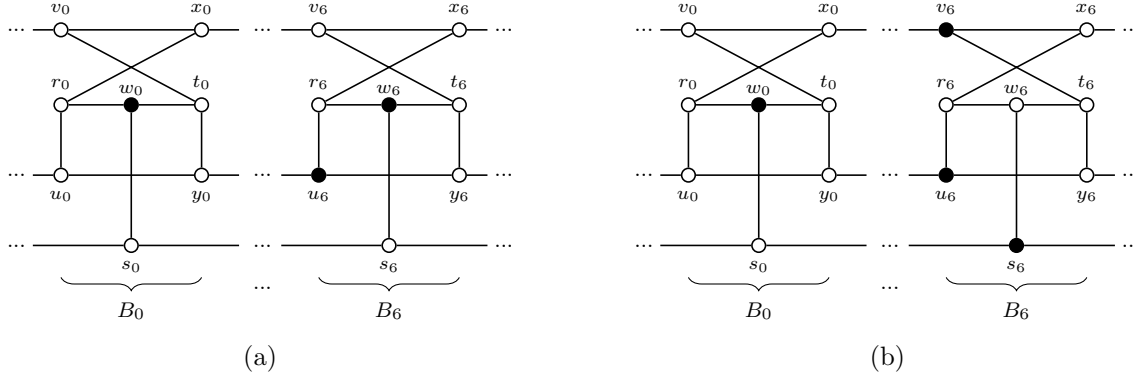 v₀ x₀ v₆ x₆ v₀ x₀ v₆ x₆
... ... ... ... ... ...
r₀ w₀ t₀ r₆ w₆ t₆ r₀ w₀ t₀ r₆ w₆ t₆
... ... ... ... ... ...
u₀ y₀ u₆ y₆ u₀ y₀ u₆ y₆
... ... ... ... ... ...
s₀ s₆ s₀ s₆
... ...
B₀ B₆ B₀ B₆
(a) (b)